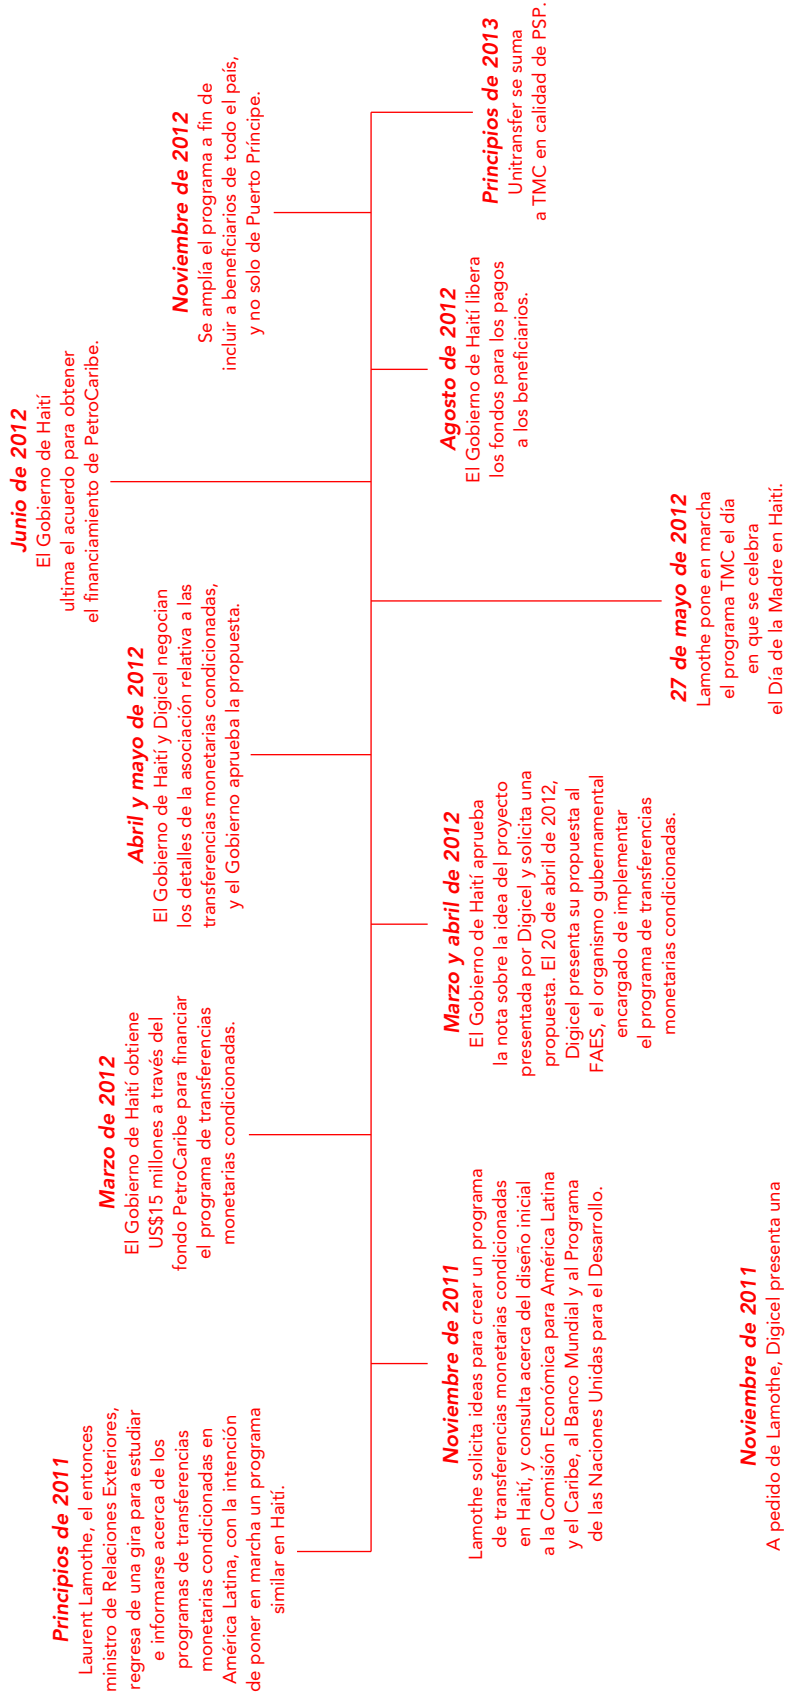 Principios de 2011
Laurent Lamothe, el entonces
ministro de Relaciones Exteriores,
regresa de una gira para estudiar
e informarse acerca de los
programas de transferencias
monetarias condicionadas en
América Latina, con la intención
de poner en marcha un programa
similar en Haití.
Noviembre de 2011
Lamothe solicita ideas para crear un programa
de transferencias monetarias condicionadas
en Haití, y consulta acerca del diseño inicial
a la Comisión Económica para América Latina
y el Caribe, al Banco Mundial y al Programa
de las Naciones Unidas para el Desarrollo.
Noviembre de 2011
A pedido de Lamothe, Digicel presenta una
Marzo de 2012
El Gobierno de Haití obtiene
US$15 millones a través del
fondo PetroCaribe para financiar
el programa de transferencias
monetarias condicionadas.
Marzo y abril de 2012
El Gobierno de Haití aprueba
la nota sobre la idea del proyecto
presentada por Digicel y solicita una
propuesta. El 20 de abril de 2012,
Digicel presenta su propuesta al
FAES, el organismo gubernamental
encargado de implementar
el programa de transferencias
monetarias condicionadas.
Abril y mayo de 2012
El Gobierno de Haití y Digicel negocian
los detalles de la asociación relativa a las
transferencias monetarias condicionadas,
y el Gobierno aprueba la propuesta.
27 de mayo de 2012
Lamothe pone en marcha
el programa TMC el día
en que se celebra
el Día de la Madre en Haití.
Junio de 2012
El Gobierno de Haití
ultima el acuerdo para obtener
el financiamiento de PetroCaribe.
Agosto de 2012
El Gobierno de Haití libera
los fondos para los pagos
a los beneficiarios.
Noviembre de 2012
Se amplía el programa a fin de
incluir a beneficiarios de todo el país,
y no solo de Puerto Príncipe.
Principios de 2013
Unitransfer se suma
a TMC en calidad de PSP.